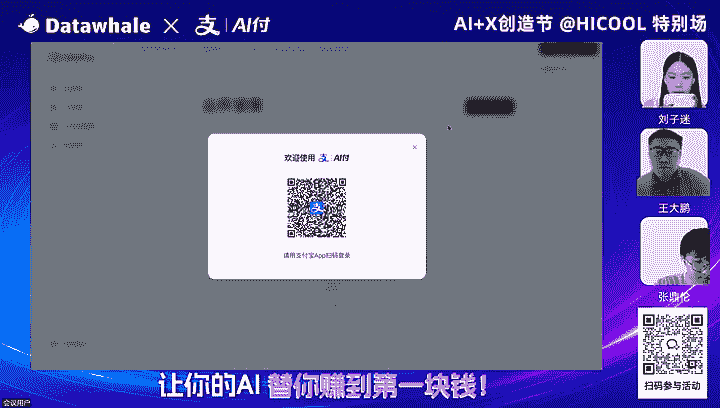 Datawhale × 支 | AI付
AI+X创造节 @HICOOL 特别场
刘子迷
王大鹏
欢迎使用 支 | AI付
请用支付宝App扫码登录
张鼎伦
扫码参与活动
让你的AI 替你赚到第一块钱！
会议用户